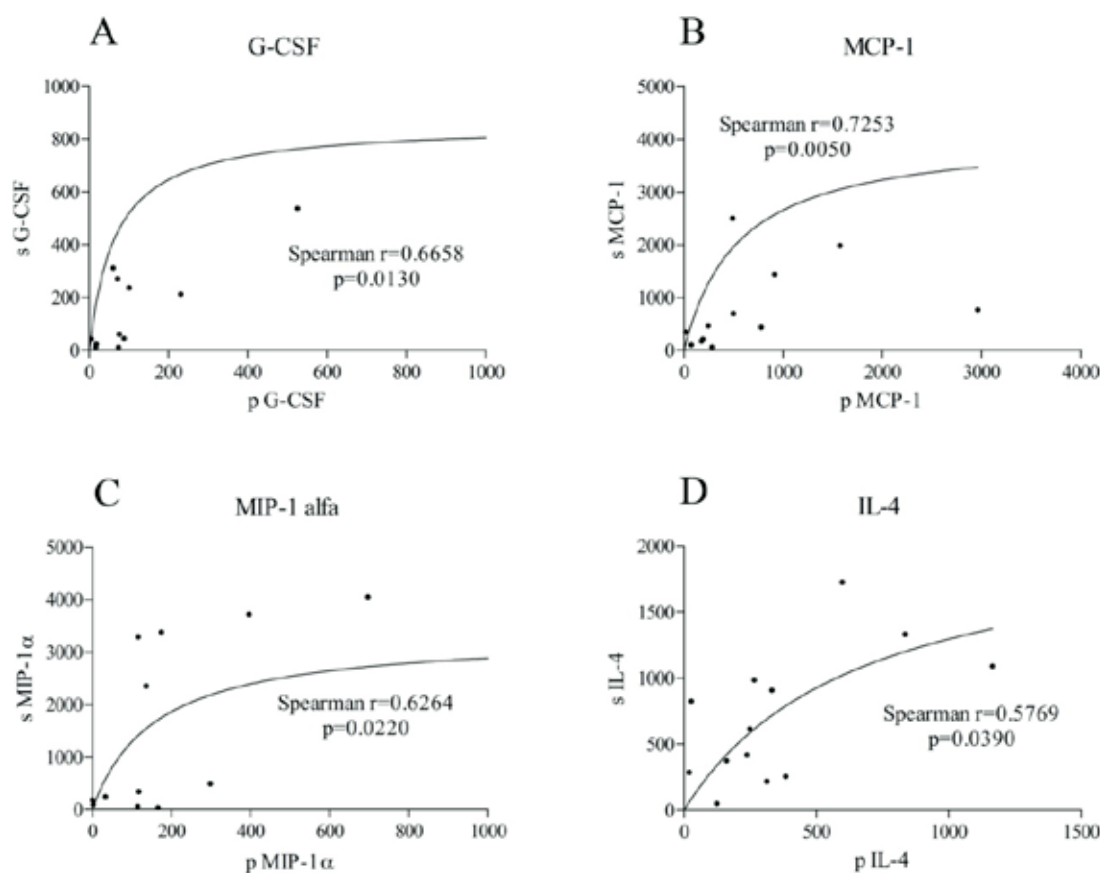 A
G-CSF
1000
800
600
400
200
0
s G-CSF
Spearman r=0.6658
p=0.0130
0 200 400 600 800 1000
p G-CSF
B
MCP-1
5000
4000
3000
2000
1000
0
s MCP-1
Spearman r=0.7253
p=0.0050
0 1000 2000 3000 4000
p MCP-1
C
MIP-1 alfa
5000
4000
3000
2000
1000
0
s MIP-1α
Spearman r=0.6264
p=0.0220
0 200 400 600 800 1000
p MIP-1α
D
IL-4
2000
1500
1000
500
0
s IL-4
Spearman r=0.5769
p=0.0390
0 500 1000 1500
p IL-4